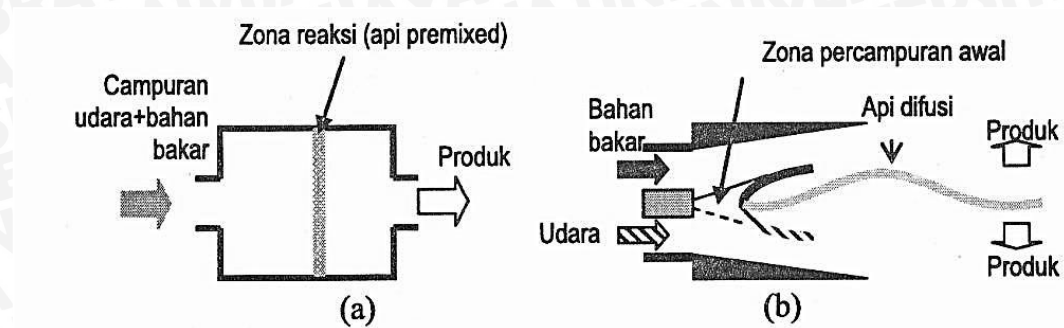 Zona reaksi (api premixed)
Campuran
udara+bahan
bakar
Produk
(a)
Zona percampuran awal
Bahan
bakar
Api difusi
Produk
Udara
Produk
(b)